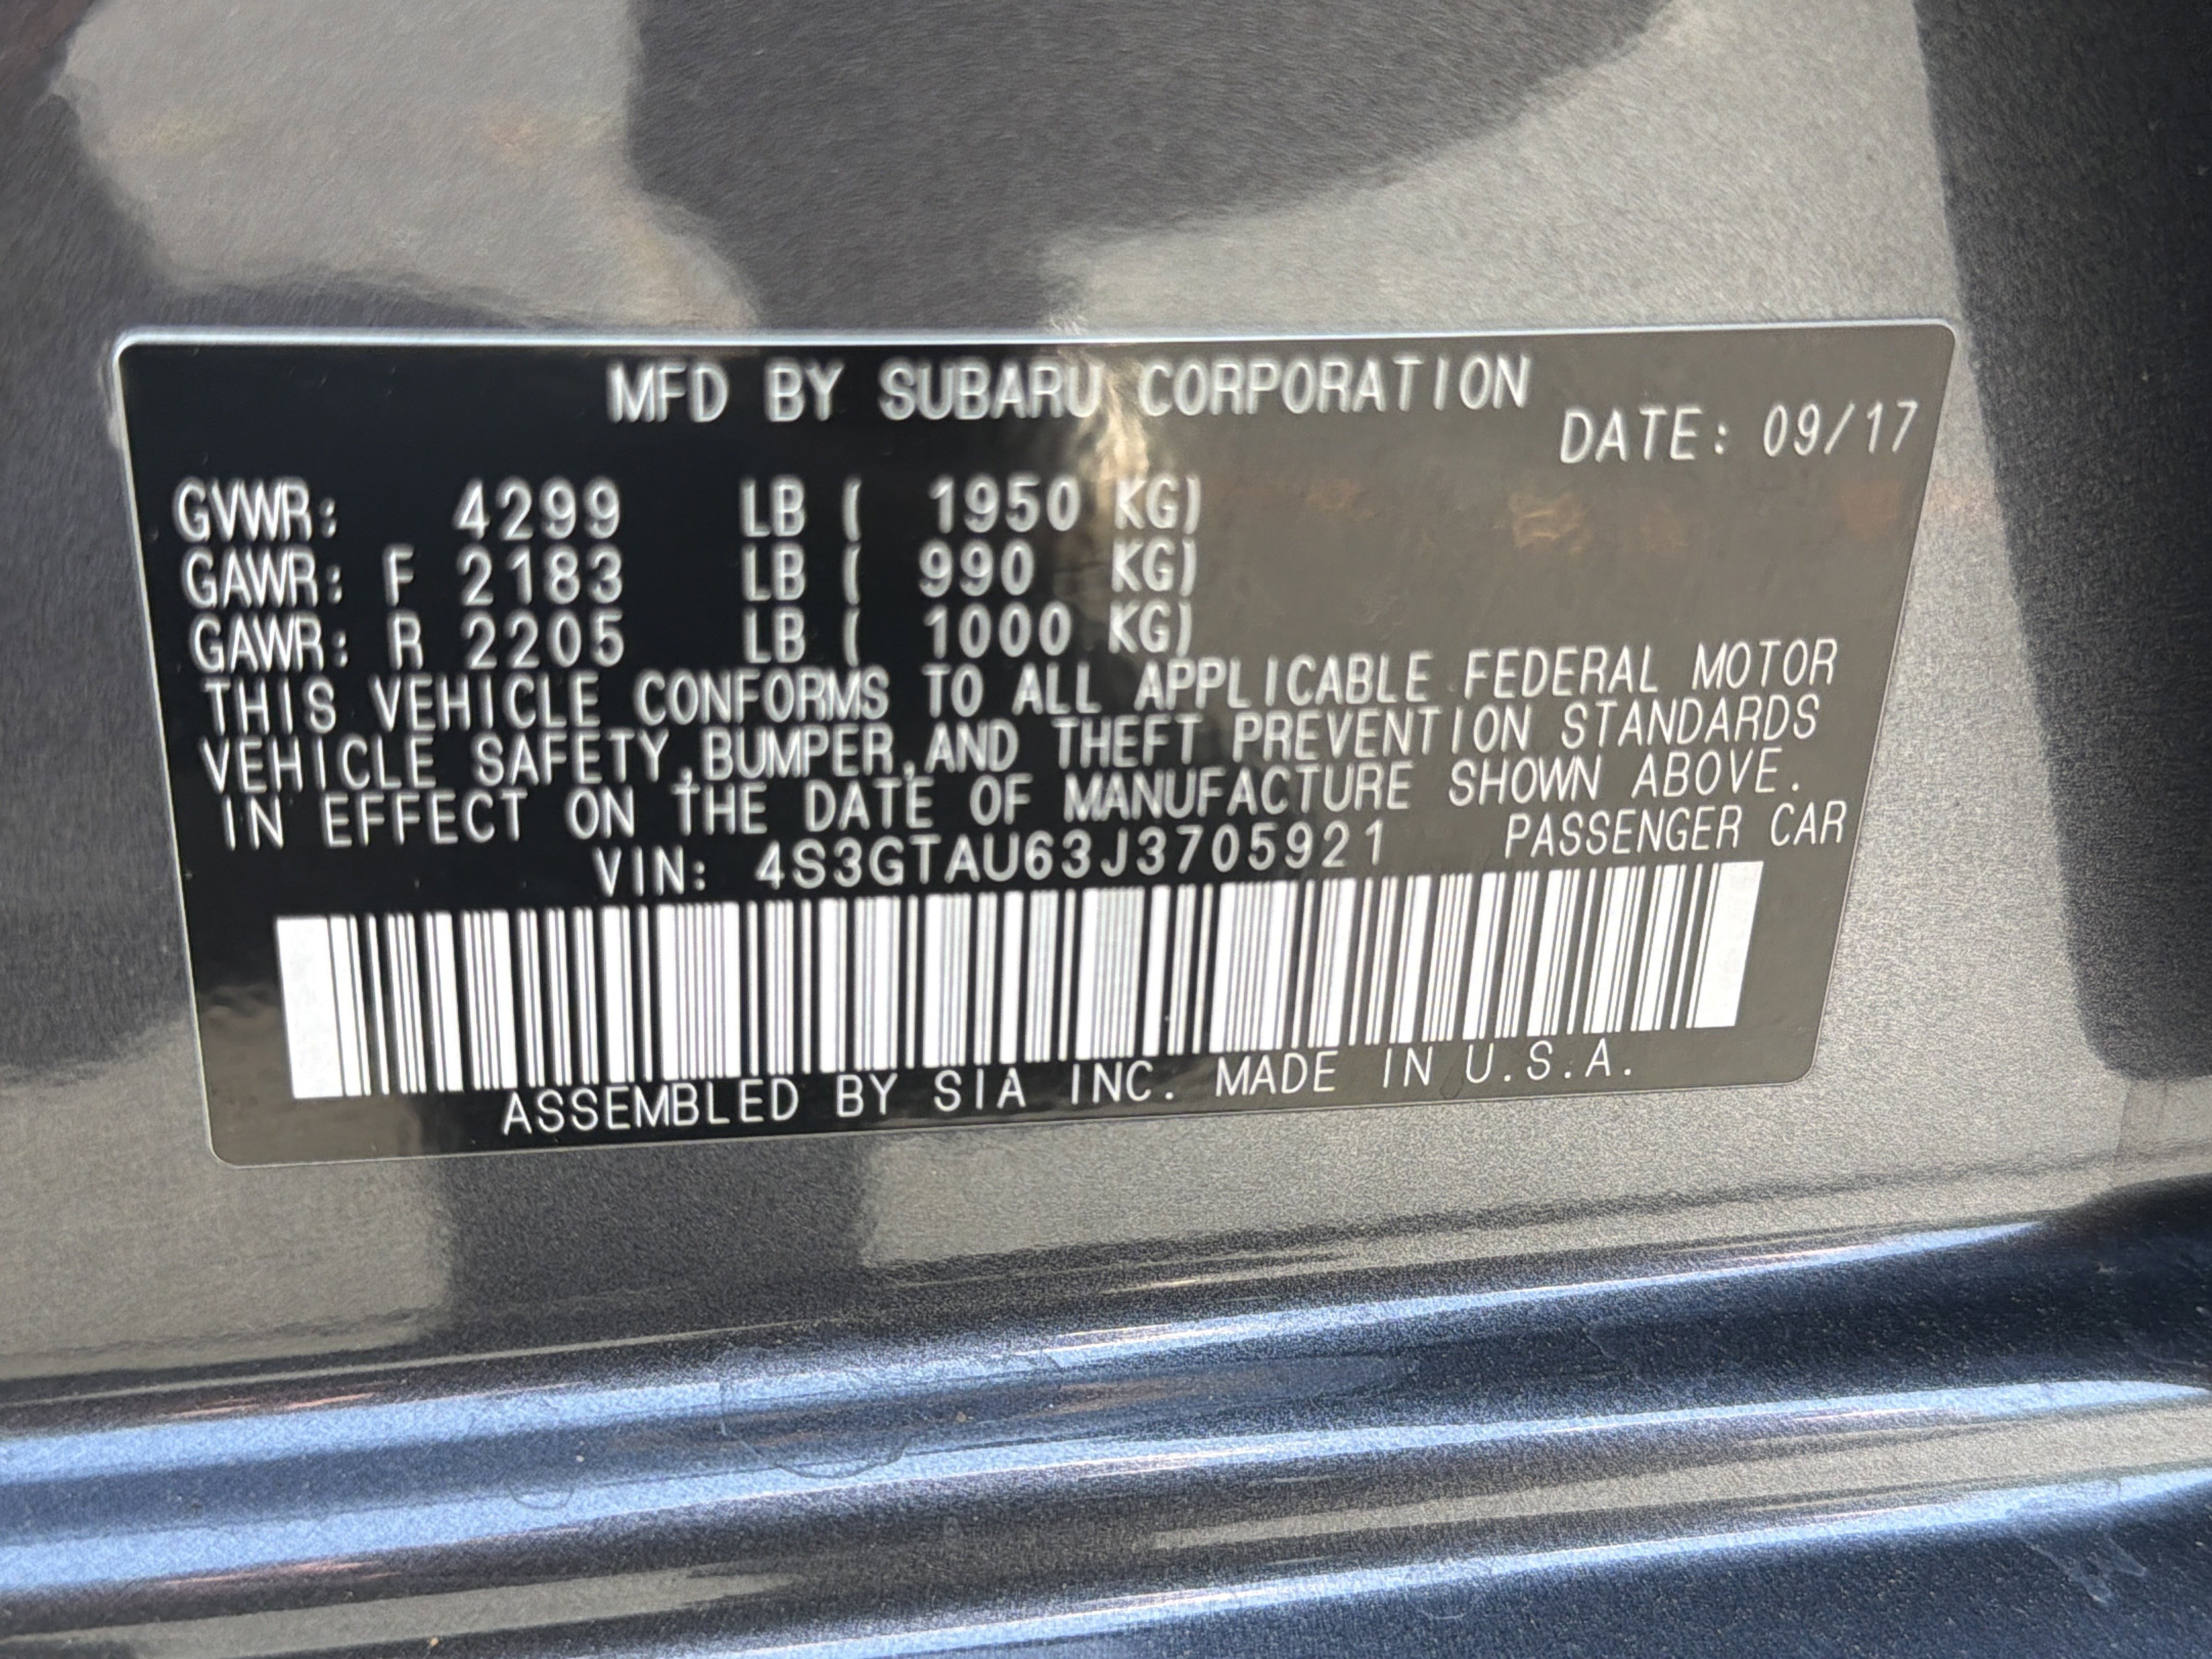 MFD BY SUBARU CORPORATION
DATE: 09/17
GVWR: 4299 LB ( 1950 KG)
GAWR: F 2183 LB ( 990 KG)
GAWR: R 2205 LB ( 1000 KG)
THIS VEHICLE CONFORMS TO ALL APPLICABLE FEDERAL MOTOR
VEHICLE SAFETY,BUMPER,AND THEFT PREVENTION STANDARDS
IN EFFECT ON THE DATE OF MANUFACTURE SHOWN ABOVE.
VIN: 4S3GTAU63J3705921 PASSENGER CAR
ASSEMBLED BY SIA INC. MADE IN U.S.A.